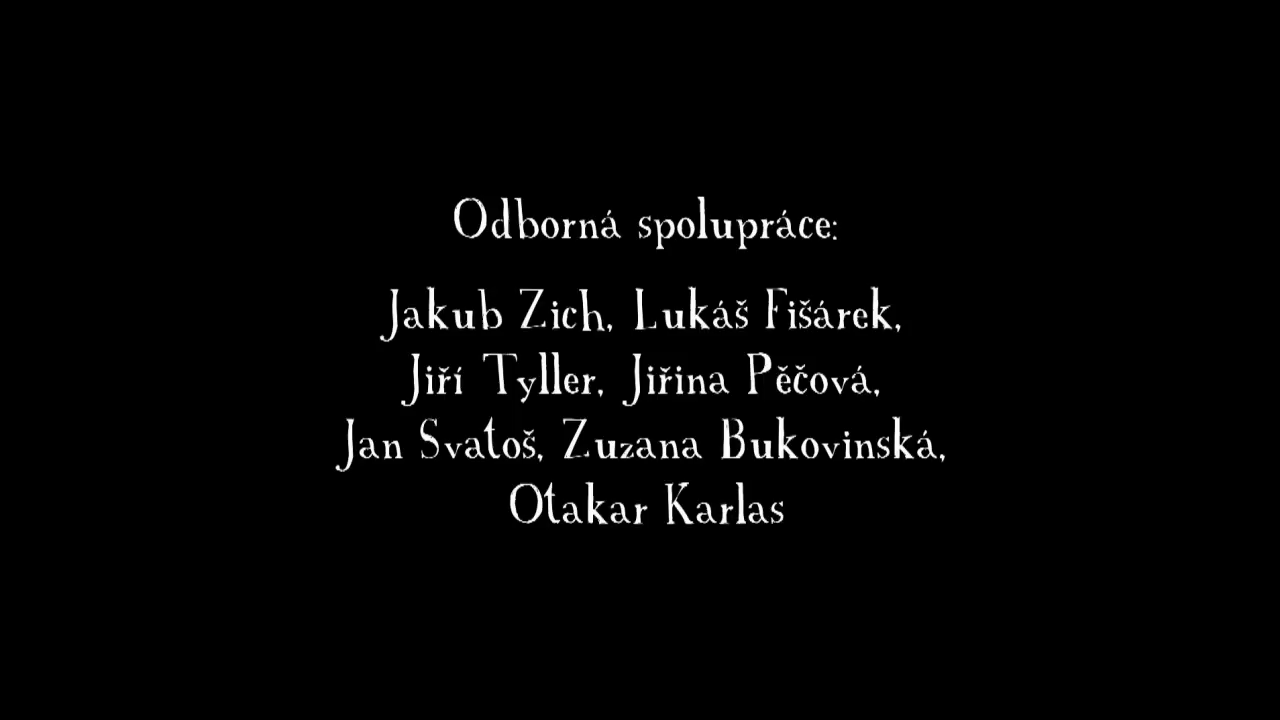 Odborná spolupráce:
Jakub Zich, Lukáš Fišárek,
Jiří Tyller, Jiřina Pěčová,
Jan Svatoš, Zuzana Bukovinská,
Otakar Karlas